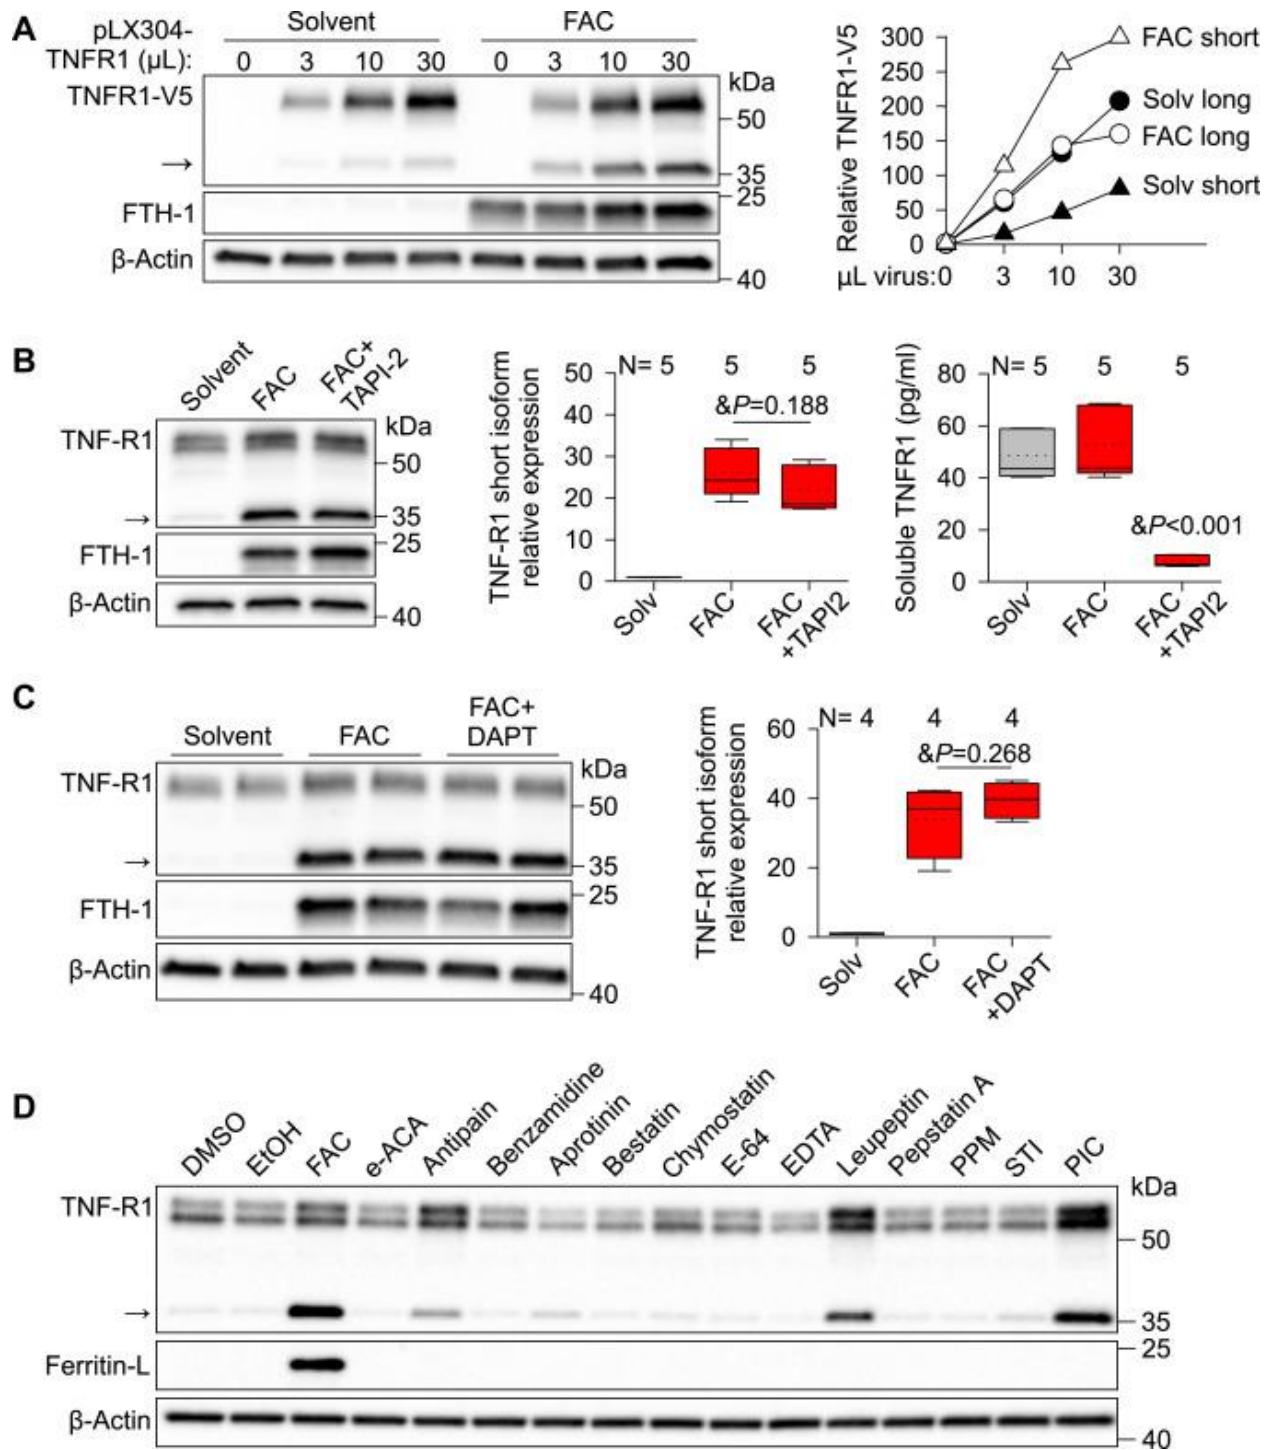 A
pLX304-
TNFR1 (µL):
Solvent FAC
0 3 10 30 0 3 10 30
kDa
TNFR1-V5
50
→
35
25
FTH-1
β-Actin
40
Relative TNFR1-V5
300
250
200
150
100
50
0
FAC short
Solv long
FAC long
Solv short
µL virus: 0 3 10 30
B
Solvent FAC FAC+
TAPI-2
kDa
TNF-R1
50
→
35
25
FTH-1
β-Actin
40
TNF-R1 short isoform
relative expression
50
40
30
20
10
0
N= 5 5 5
&P=0.188
Solv FAC FAC
+TAPI2
Soluble TNFR1 (pg/ml)
80
60
40
20
0
N= 5 5 5
&P<0.001
Solv FAC FAC
+TAPI2
C
Solvent FAC FAC+
DAPT
kDa
TNF-R1
50
→
35
25
FTH-1
β-Actin
40
TNF-R1 short isoform
relative expression
60
40
20
0
N= 4 4 4
&P=0.268
Solv FAC FAC
+DAPT
D
DMSO EtOH FAC e-ACA Antipain Benzamidine Aprotinin Bestatin Chymostatin E-64 EDTA Leupeptin Pepstatin A PPM STI PIC
kDa
TNF-R1
50
→
35
25
Ferritin-L
β-Actin
40